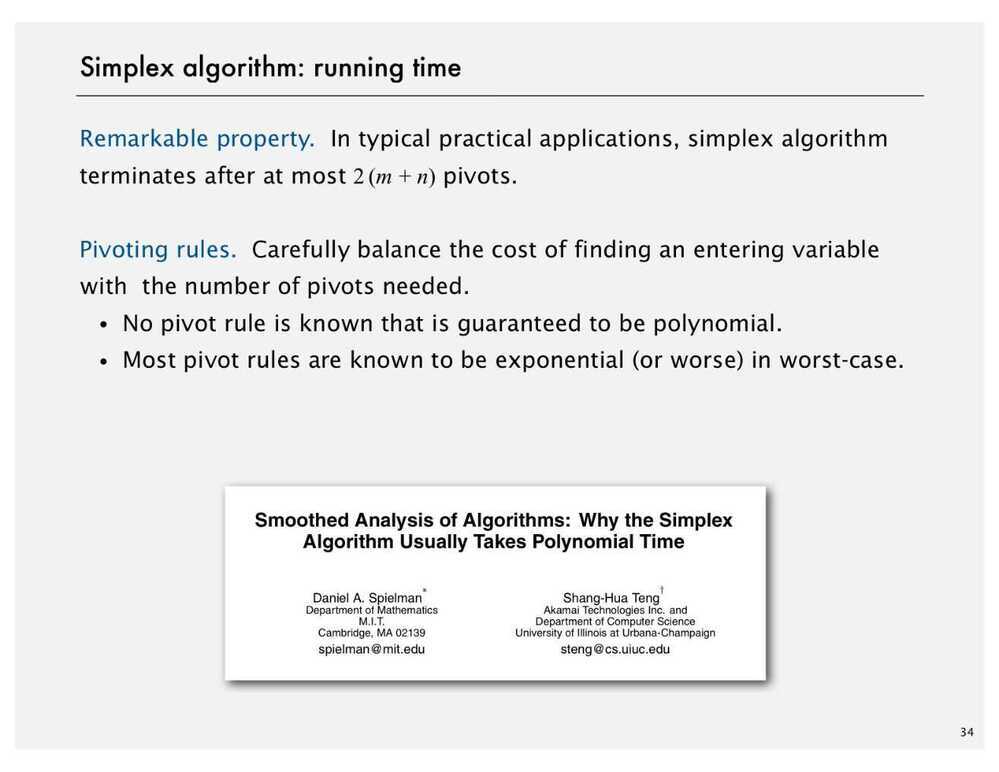 Simplex algorithm: running time
Remarkable property. In typical practical applications, simplex algorithm
terminates after at most 2 (m + n) pivots.
Pivoting rules. Carefully balance the cost of finding an entering variable
with the number of pivots needed.
• No pivot rule is known that is guaranteed to be polynomial.
• Most pivot rules are known to be exponential (or worse) in worst-case.
Smoothed Analysis of Algorithms: Why the Simplex
Algorithm Usually Takes Polynomial Time
Daniel A. Spielman*
Department of Mathematics
M.I.T.
Cambridge, MA 02139
spielman@mit.edu
Shang-Hua Teng†
Akamai Technologies Inc. and
Department of Computer Science
University of Illinois at Urbana-Champaign
steng@cs.uiuc.edu
34